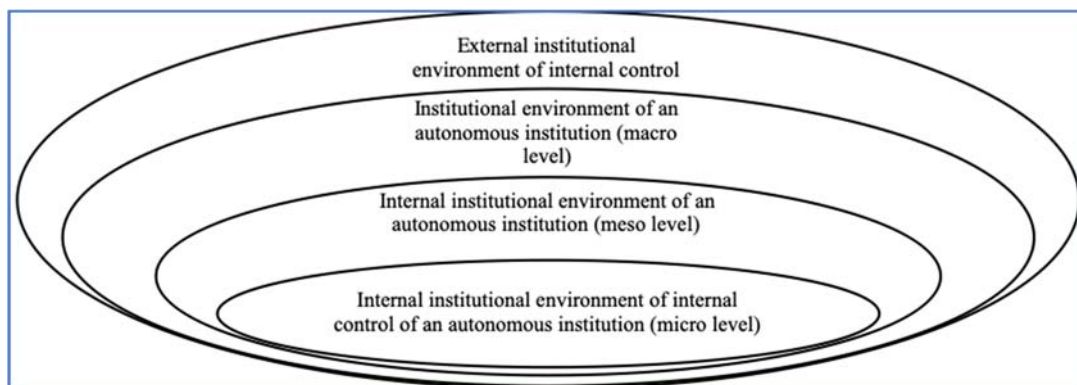 External institutional
environment of internal control
Institutional environment of an
autonomous institution (macro
level)
Internal institutional environment of an
autonomous institution (meso level)
Internal institutional environment of internal
control of an autonomous institution (micro level)